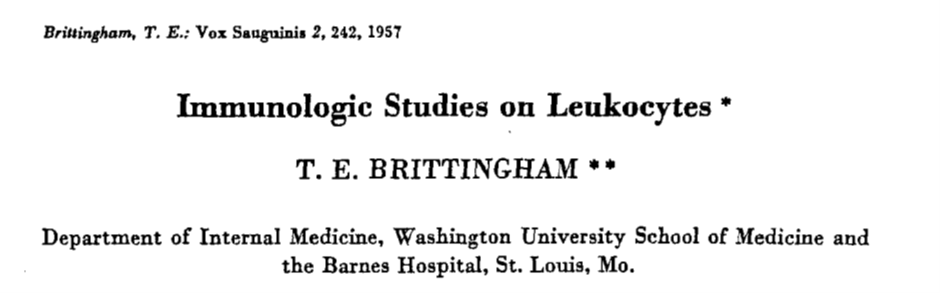 Brittingham, T. E.: Vox Sanguinis 2, 242, 1957
Immunologic Studies on Leukocytes *
T. E. BRITTINGHAM **
Department of Internal Medicine, Washington University School of Medicine and
the Barnes Hospital, St. Louis, Mo.